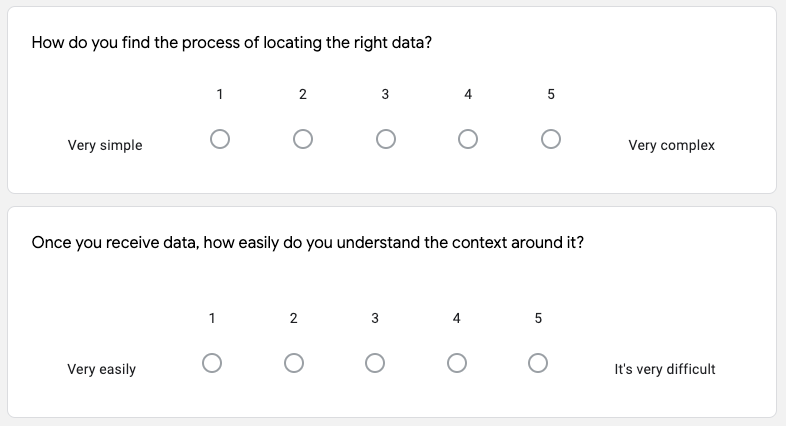 How do you find the process of locating the right data?
1 2 3 4 5
Very simple Very complex
Once you receive data, how easily do you understand the context around it?
1 2 3 4 5
Very easily It's very difficult